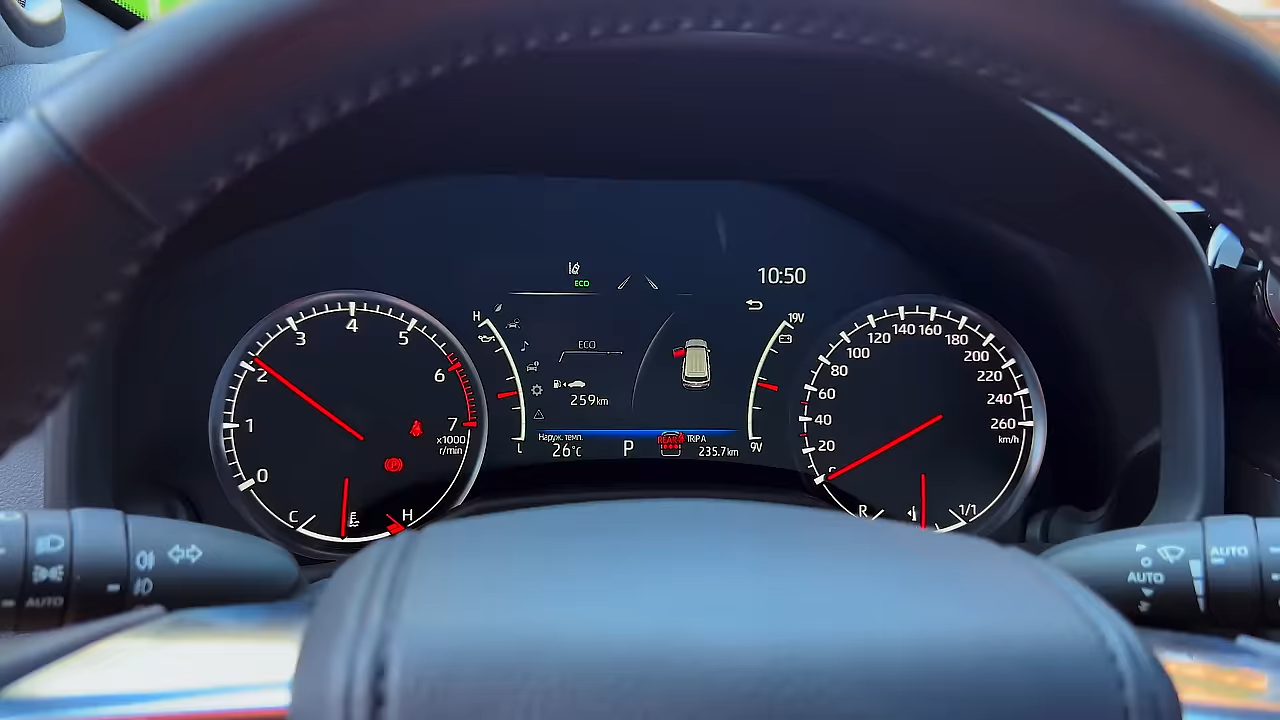 10:50
ECO
4
3
5
2
6
1
7
0
x1000
r/min
C
H
H
L
ECO
259km
Наруж. темп.
26°C
P
REAR
TRIP A
235.7km
19V
9V
20
40
60
80
100
120
140
160
180
200
220
240
260
km/h
R
1/1
AUTO
AUTO
AUTO